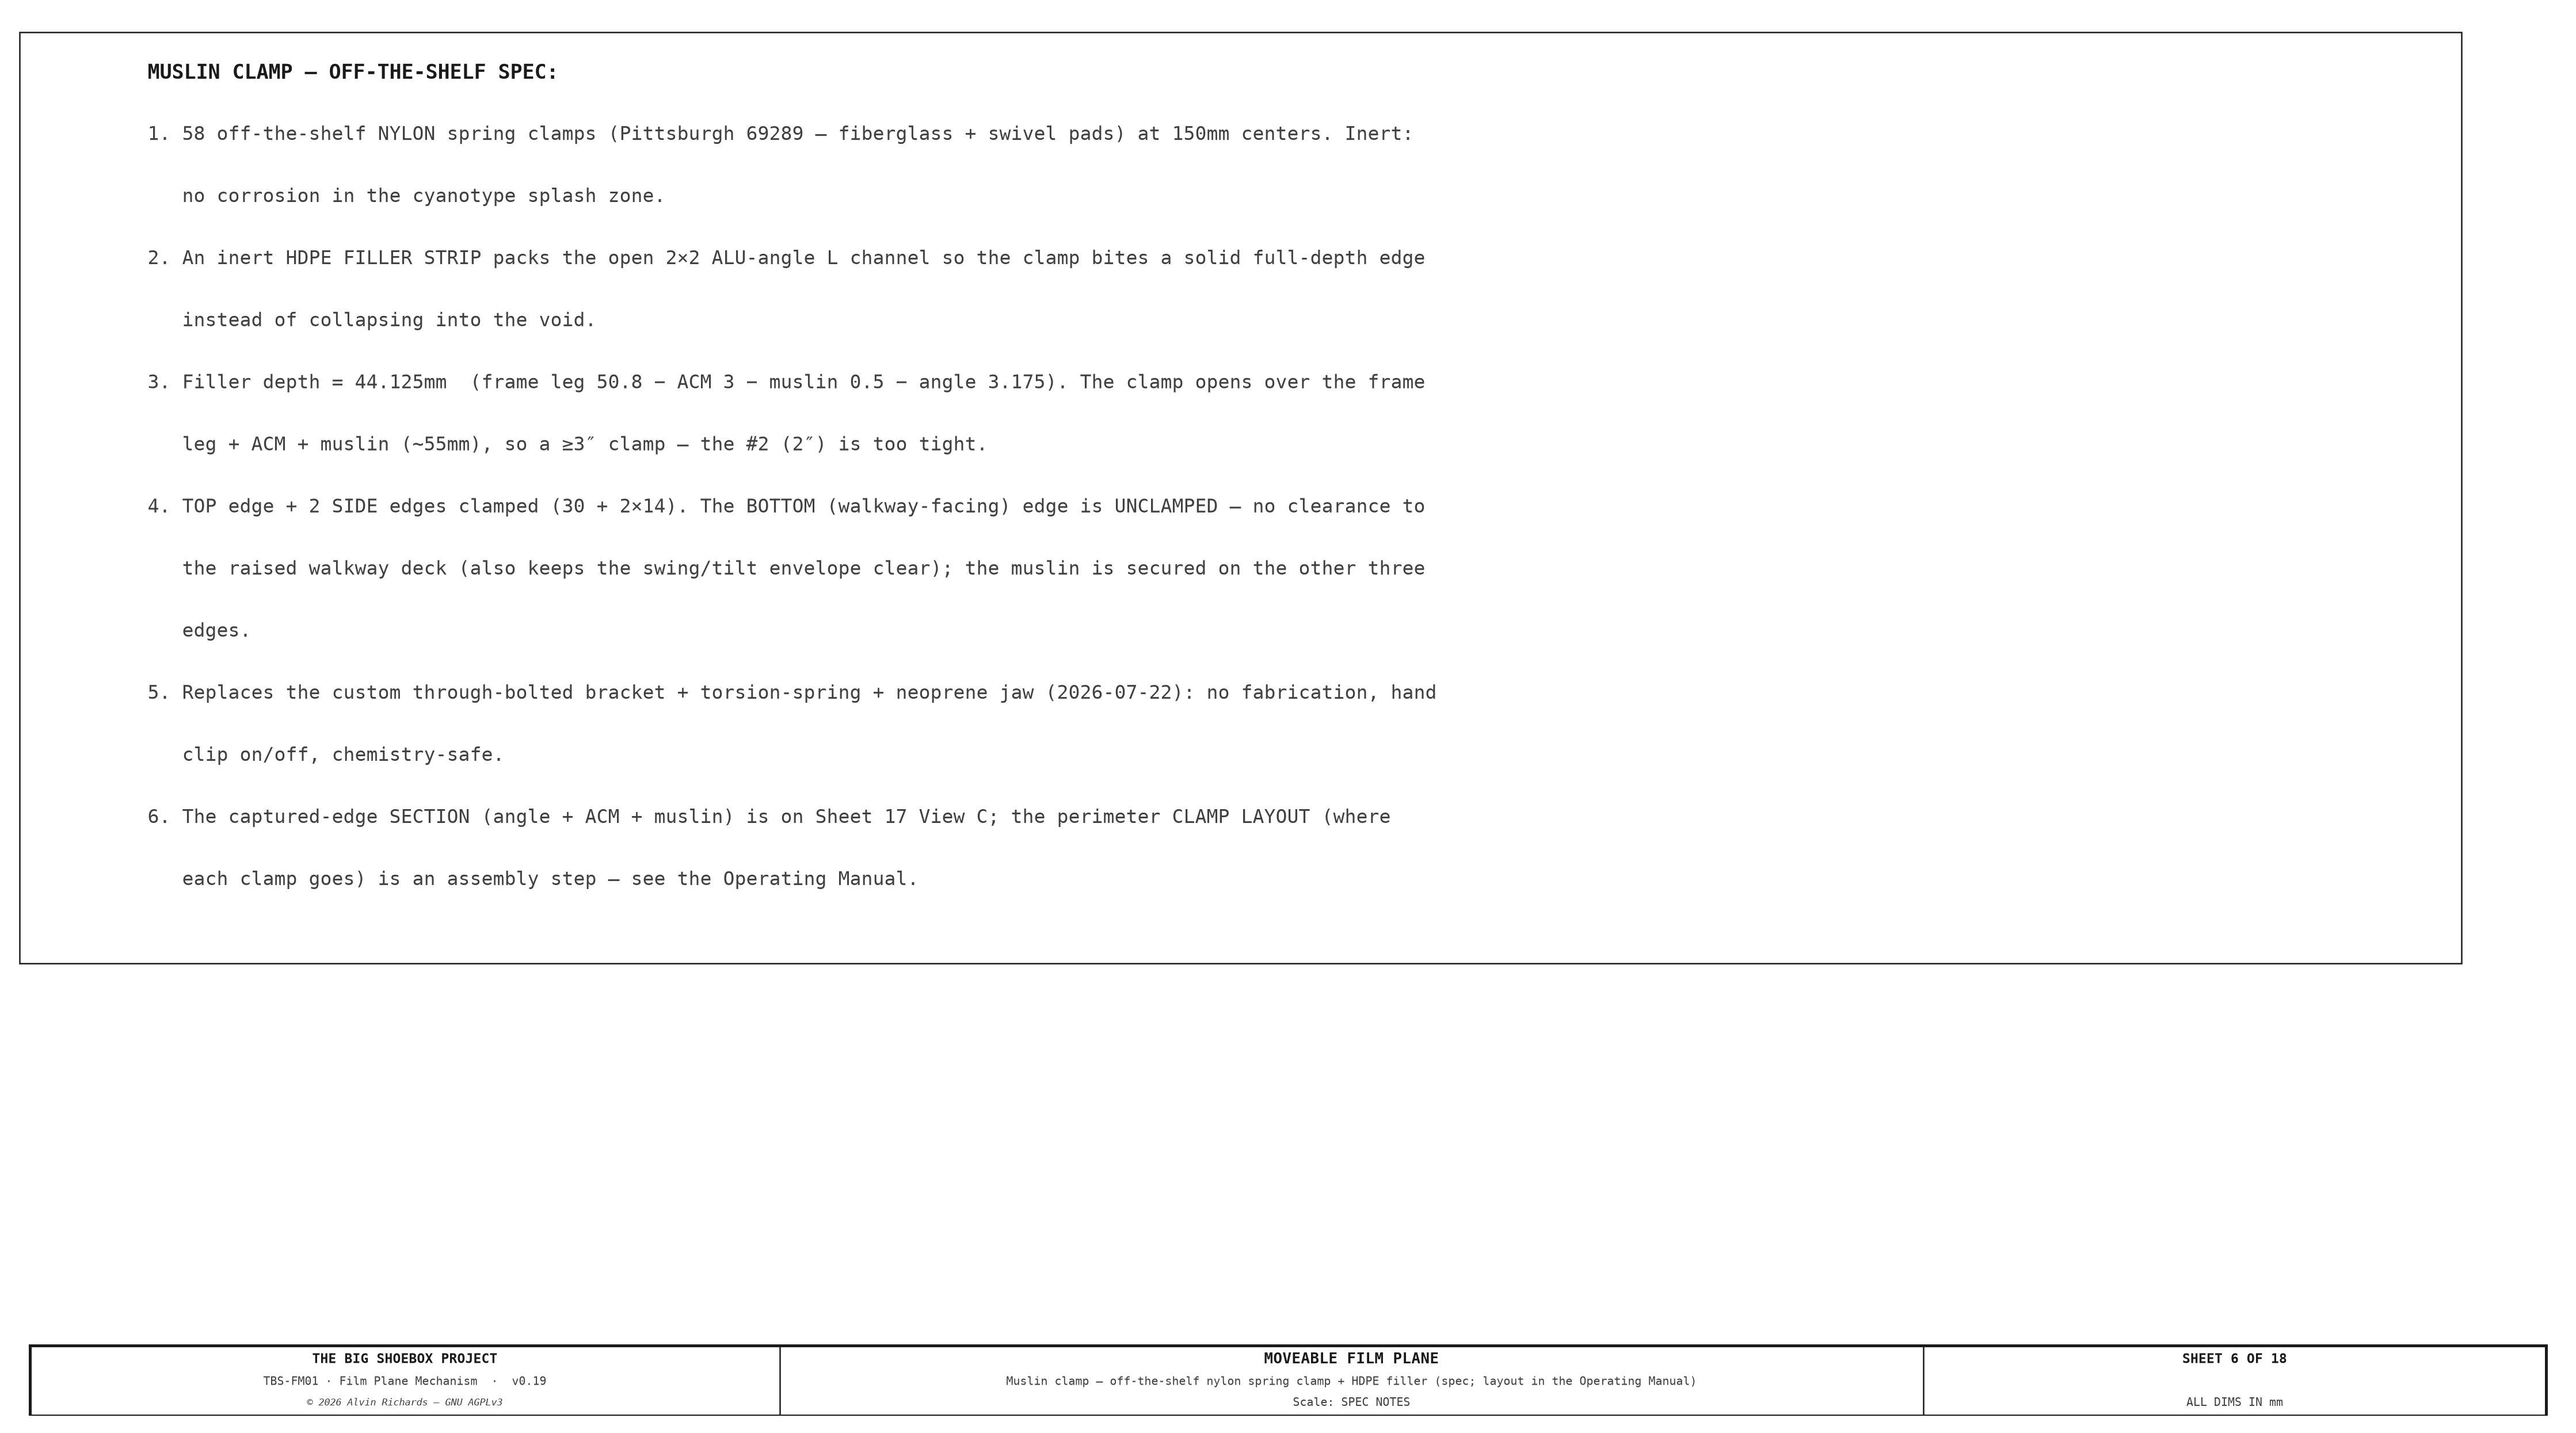 MUSLIN CLAMP — OFF-THE-SHELF SPEC:
1. 58 off-the-shelf NYLON spring clamps (Pittsburgh 69289 — fiberglass + swivel pads) at 150mm centers. Inert:
no corrosion in the cyanotype splash zone.
2. An inert HDPE FILLER STRIP packs the open 2×2 ALU-angle L channel so the clamp bites a solid full-depth edge
instead of collapsing into the void.
3. Filler depth = 44.125mm  (frame leg 50.8 − ACM 3 − muslin 0.5 − angle 3.175). The clamp opens over the frame
leg + ACM + muslin (~55mm), so a ≥3″ clamp — the #2 (2″) is too tight.
4. TOP edge + 2 SIDE edges clamped (30 + 2×14). The BOTTOM (walkway-facing) edge is UNCLAMPED — no clearance to
the raised walkway deck (also keeps the swing/tilt envelope clear); the muslin is secured on the other three
edges.
5. Replaces the custom through-bolted bracket + torsion-spring + neoprene jaw (2026-07-22): no fabrication, hand
clip on/off, chemistry-safe.
6. The captured-edge SECTION (angle + ACM + muslin) is on Sheet 17 View C; the perimeter CLAMP LAYOUT (where
each clamp goes) is an assembly step — see the Operating Manual.
THE BIG SHOEBOX PROJECT
TBS-FM01 · Film Plane Mechanism  ·  v0.19
© 2026 Alvin Richards — GNU AGPLv3
MOVEABLE FILM PLANE
Muslin clamp — off-the-shelf nylon spring clamp + HDPE filler (spec; layout in the Operating Manual)
Scale: SPEC NOTES
SHEET 6 OF 18
ALL DIMS IN mm